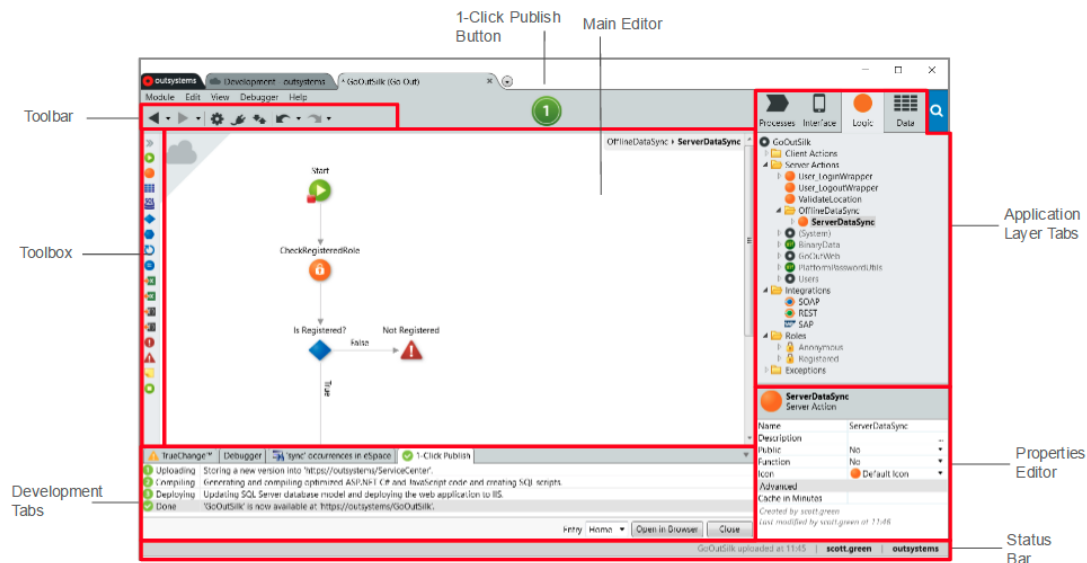 1-Click Publish
Button
Main Editor
Toolbar
Toolbox
Development
Tabs
Application
Layer Tabs
Properties
Editor
Status
Bar
outsystems
Development - outsystems
GoOutSilk (Go Out)
Module Edit View Debugger Help
1
Processes Interface Logic Data
OfflineDataSync ▸ ServerDataSync
Start
CheckRegisteredRole
Is Registered?
Not Registered
False
True
GoOutSilk
Client Actions
Server Actions
User_LoginWrapper
User_LogoutWrapper
ValidateLocation
OfflineDataSync
ServerDataSync
(System)
BinaryData
GoOutWeb
PlatformPasswordUtils
Users
Integrations
SOAP
REST
SAP
Roles
Anonymous
Registered
Exceptions
ServerDataSync
Server Action
Name ServerDataSync
Description ...
Public No
Function No
Icon Default Icon
Advanced
Cache in Minutes
Created by scott.green
Last modified by scott.green at 11:46
TrueChange™ Debugger 'sync' occurrences in eSpace 1-Click Publish
1 Uploading Storing a new version into 'https://outsystems/ServiceCenter'.
2 Compiling Generating and compiling optimized ASP.NET C# and JavaScript code and creating SQL scripts.
3 Deploying Updating SQL Server database model and deploying the web application to IIS.
Done 'GoOutSilk' is now available at 'https://outsystems/GoOutSilk'.
Entry Home Open in Browser Close
GoOutSilk uploaded at 11:45 | scott.green | outsystems